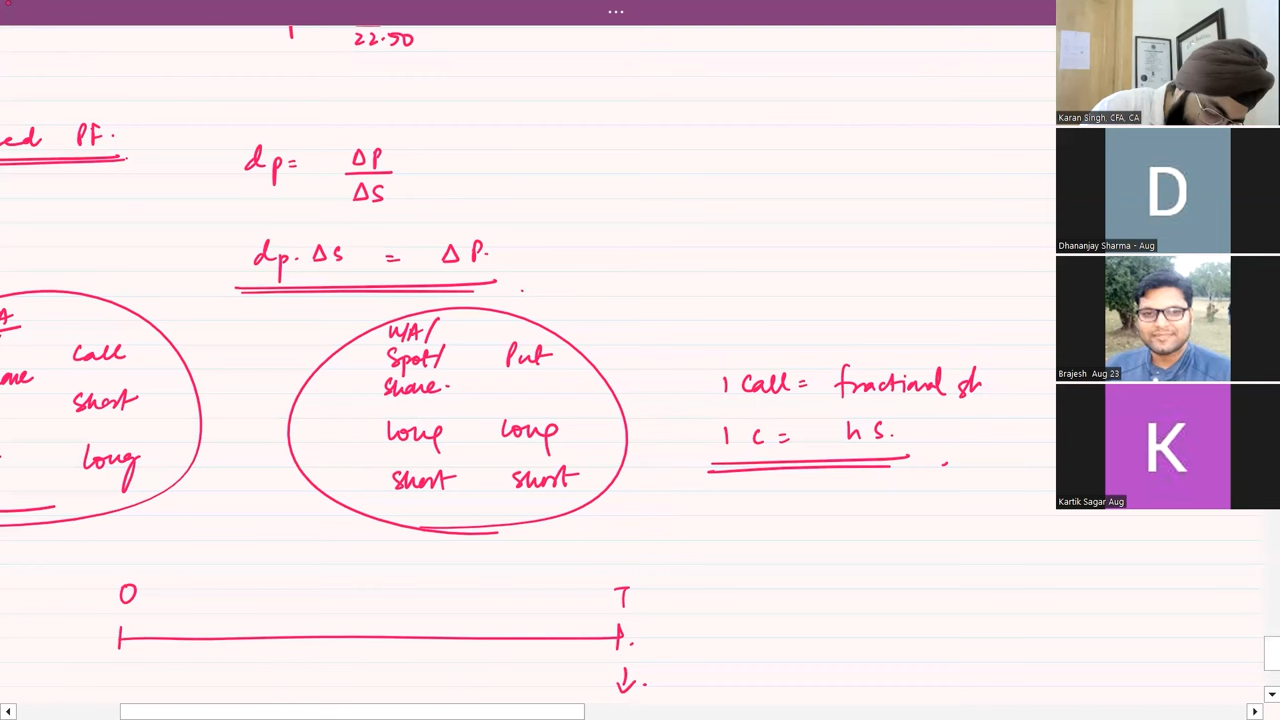 22.50
ed PF.
dp = ΔP
ΔS
dp. ΔS = ΔP.
A
Call
Short
long
U/A/
Spot/
share.
Put
long long
short short
1 Call = fractional sh
1 C = h S.
0 T
Karan Singh, CFA, CA
D
Dhananjay Sharma - Aug
Brajesh Aug 23
K
Kartik Sagar Aug